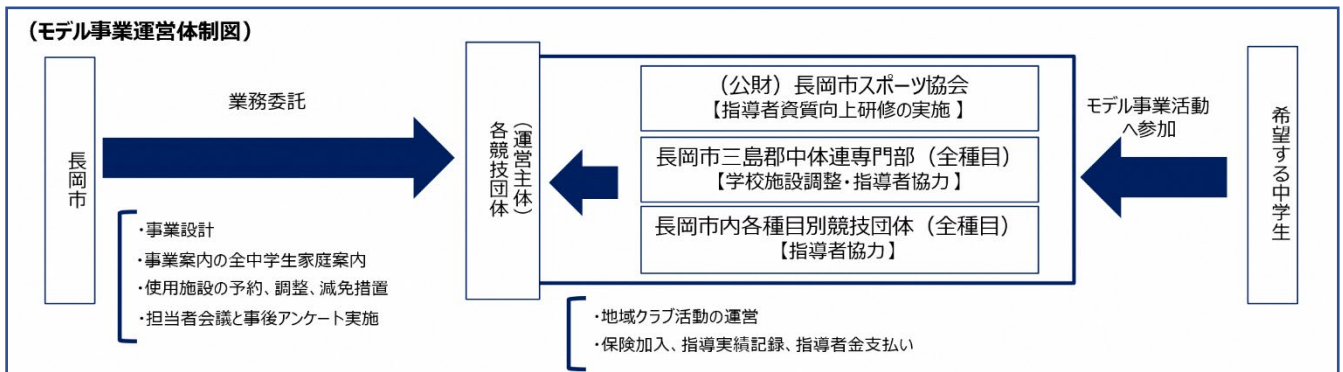 (モデル事業運営体制図)
長岡市
業務委託
・事業設計
・事業案内の全中学生家庭案内
・使用施設の予約、調整、減免措置
・担当者会議と事後アンケート実施
(運営主体)
各競技団体
(公財)長岡市スポーツ協会
【指導者資質向上研修の実施 】
長岡市三島郡中体連専門部(全種目)
【学校施設調整・指導者協力】
長岡市内各種目別競技団体(全種目)
【指導者協力】
・地域クラブ活動の運営
・保険加入、指導実績記録、指導者金支払い
モデル事業活動
へ参加
希望する中学生